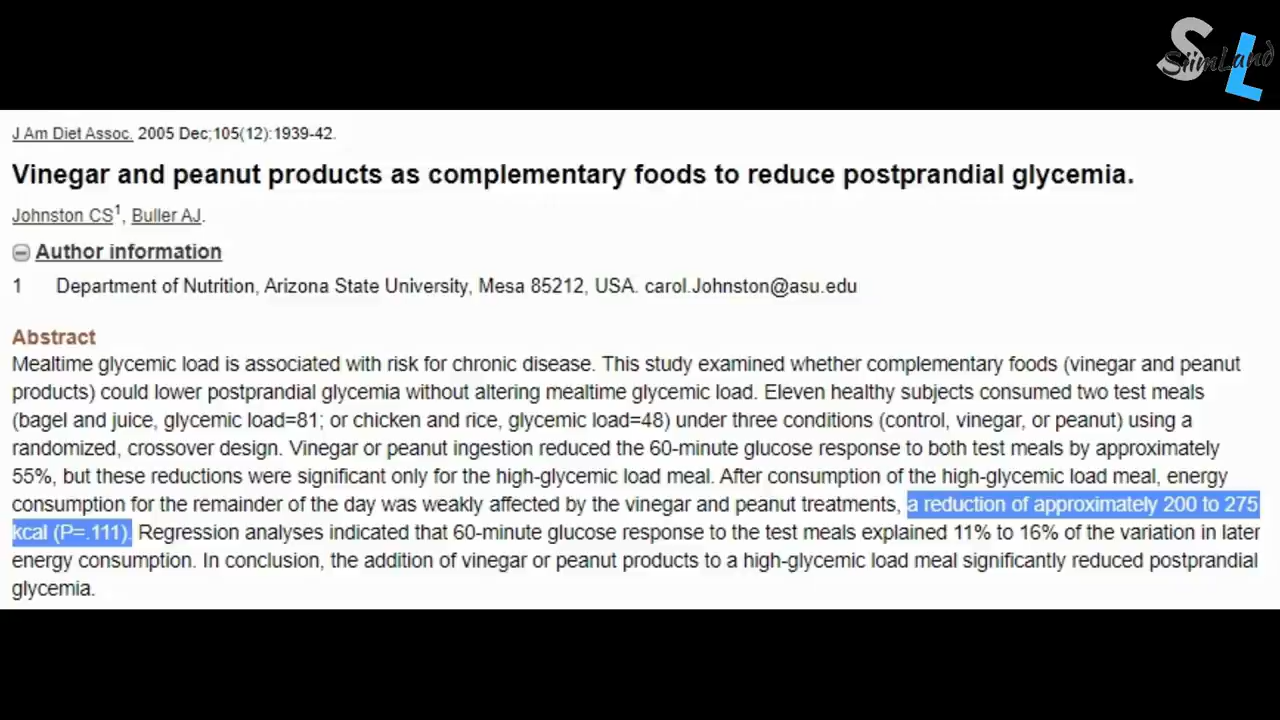 S L
SiimLand
J Am Diet Assoc. 2005 Dec;105(12):1939-42.
Vinegar and peanut products as complementary foods to reduce postprandial glycemia.
Johnston CS1, Buller AJ.
Author information
1 Department of Nutrition, Arizona State University, Mesa 85212, USA. carol.Johnston@asu.edu
Abstract
Mealtime glycemic load is associated with risk for chronic disease. This study examined whether complementary foods (vinegar and peanut
products) could lower postprandial glycemia without altering mealtime glycemic load. Eleven healthy subjects consumed two test meals
(bagel and juice, glycemic load=81; or chicken and rice, glycemic load=48) under three conditions (control, vinegar, or peanut) using a
randomized, crossover design. Vinegar or peanut ingestion reduced the 60-minute glucose response to both test meals by approximately
55%, but these reductions were significant only for the high-glycemic load meal. After consumption of the high-glycemic load meal, energy
consumption for the remainder of the day was weakly affected by the vinegar and peanut treatments, a reduction of approximately 200 to 275
kcal (P=.111). Regression analyses indicated that 60-minute glucose response to the test meals explained 11% to 16% of the variation in later
energy consumption. In conclusion, the addition of vinegar or peanut products to a high-glycemic load meal significantly reduced postprandial
glycemia.